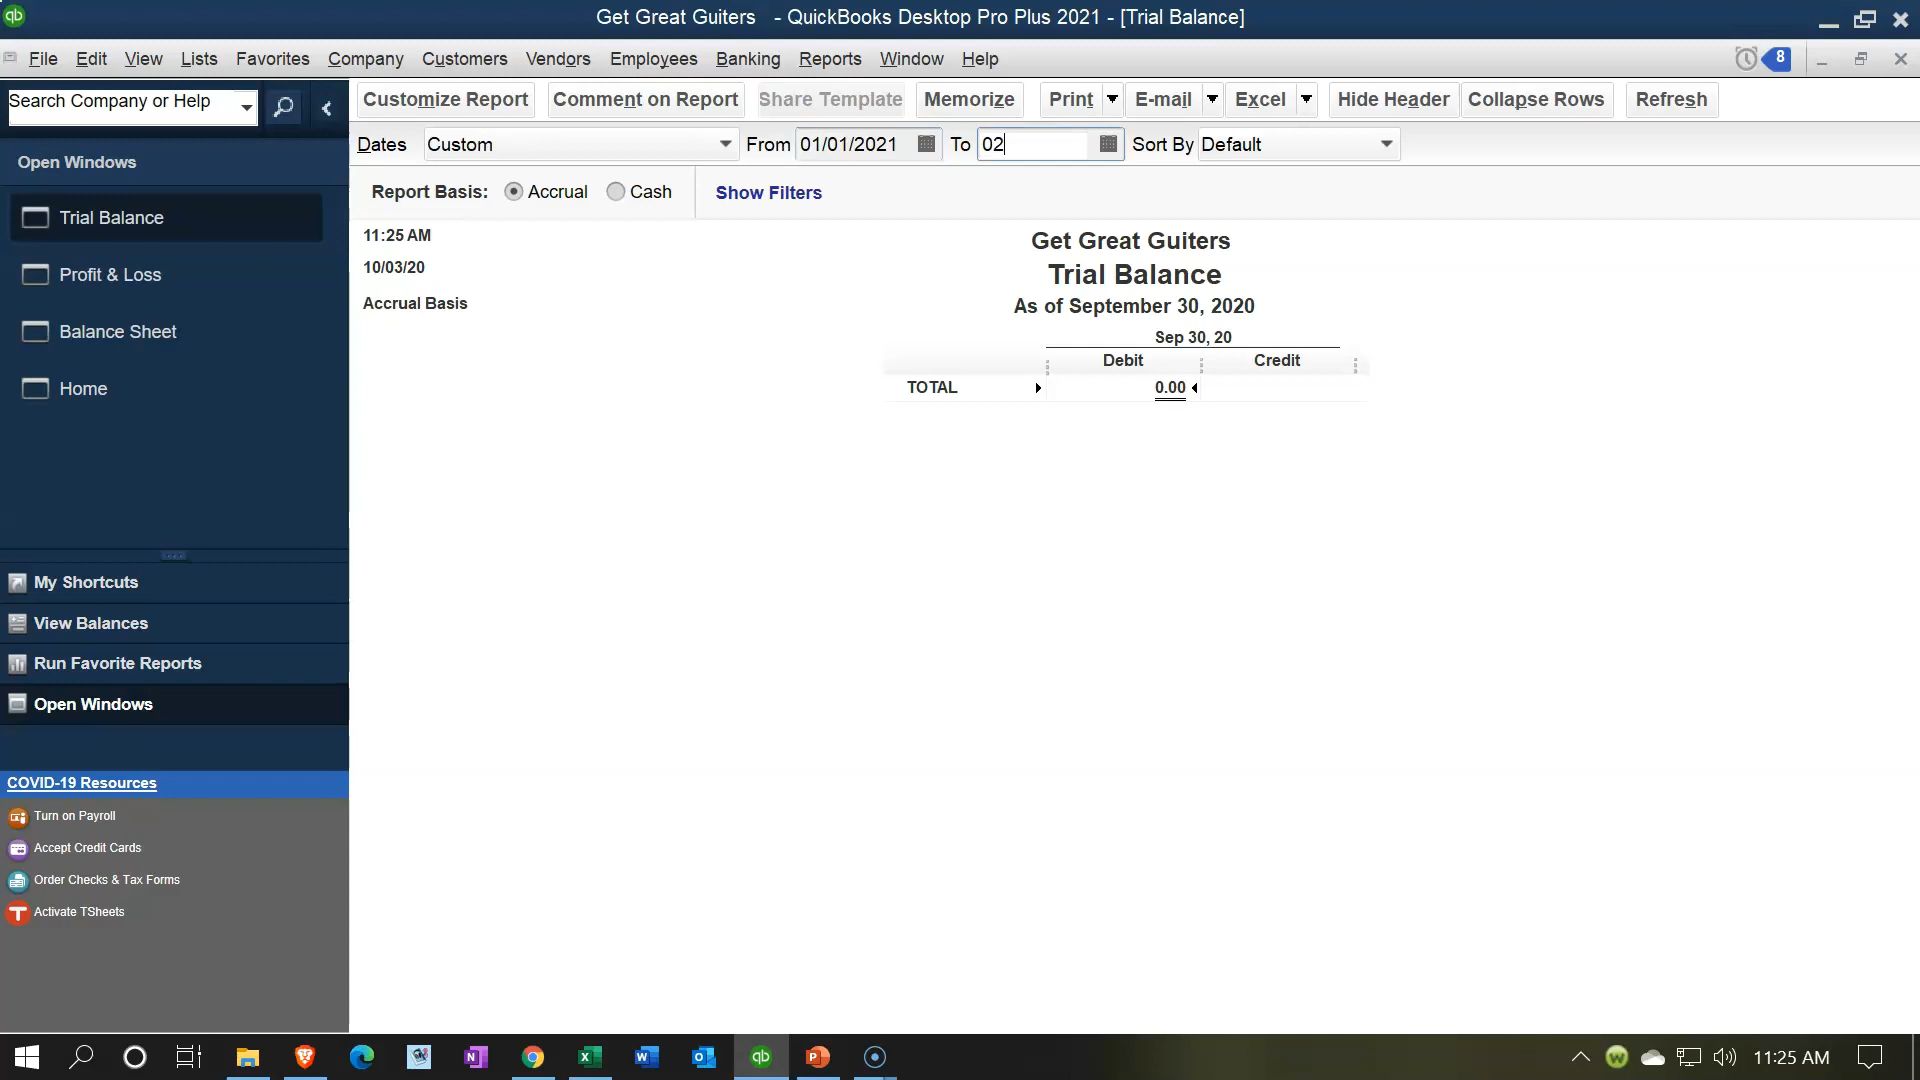 qb
Get Great Guiters - QuickBooks Desktop Pro Plus 2021 - [Trial Balance]
File Edit View Lists Favorites Company Customers Vendors Employees Banking Reports Window Help
8
Search Company or Help
Customize Report Comment on Report Share Template Memorize Print E-mail Excel Hide Header Collapse Rows Refresh
Dates Custom From 01/01/2021 To 02 Sort By Default
Open Windows
Trial Balance
Profit & Loss
Balance Sheet
Home
Report Basis: Accrual Cash Show Filters
11:25 AM
10/03/20
Accrual Basis
Get Great Guiters
Trial Balance
As of September 30, 2020
Sep 30, 20
Debit Credit
TOTAL 0.00
My Shortcuts
View Balances
Run Favorite Reports
Open Windows
COVID-19 Resources
Turn on Payroll
Accept Credit Cards
Order Checks & Tax Forms
Activate TSheets
11:25 AM